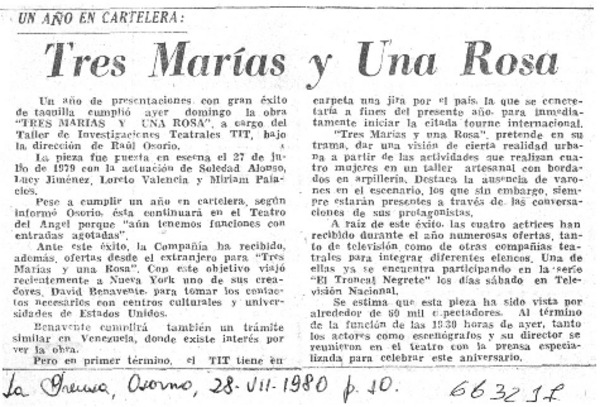 UN AÑO EN CARTELERA:
Tres Marías y Una Rosa
Un año de presentaciones con gran éxito
de taquilla cumplió ayer domingo la obra
"TRES MARIAS Y UNA ROSA", a cargo del
Taller de Investigaciones Teatrales TIT, bajo
la dirección de Raúl Osorio.
La pieza fue puesta en escena el 27 de ju-
lio de 1979 con la actuación de Soledad Alonso,
Lucy Jiménez, Loreto Valencia y Miriam Pala-
cios.
Pese a cumplir un año en cartelera, según
informó Osorio, ésta continuará en el Teatro
del Angel porque "aún tenemos funciones con
entradas agotadas".
Ante este éxito, la Compañía ha recibido,
además, ofertas desde el extranjero para "Tres
Marías y una Rosa". Con este objetivo viajó
recientemente a Nueva York uno de sus crea-
dores, David Benavente, para tomar los contac-
tos necesarios con centros culturales y univer-
sidades de Estados Unidos.
Benavente cumplirá también un trámite
similar en Venezuela, donde existe interés por
ver la obra.
Pero en primer término, el TIT tiene en
carpeta una jira por el país, la que se concre-
taría a fines del presente año, para inmediata-
mente iniciar la citada tourne internacional.
"Tres Marías y una Rosa", pretende en su
trama, dar una visión de cierta realidad urba-
na a partir de las actividades que realizan cua-
tro mujeres en un taller artesanal con borda-
dos en arpillería. Destaca la ausencia de varo-
nes en el escenario, los que sin embargo, siem-
pre estarán presentes a través de las conversa-
ciones de sus protagonistas.
A raíz de este éxito, las cuatro actrices han
recibido durante el año numerosas ofertas, tan-
to de televisión como de otras compañías tea-
trales para integrar diferentes elencos. Una de
ellas ya se encuentra participando en la serie
"El Troncal Negrete" los días sábado en Tele-
visión Nacional.
Se estima que esta pieza ha sido vista por
alrededor de mil espectadores. Al término
de la función de las 19.30 horas de ayer, tanto
los actores como escenógrafos y su director se
reunieron en el teatro con la prensa especia-
lizada para celebrar este aniversario.
La Prensa, Osorno, 28-VII-1980 p. 10.